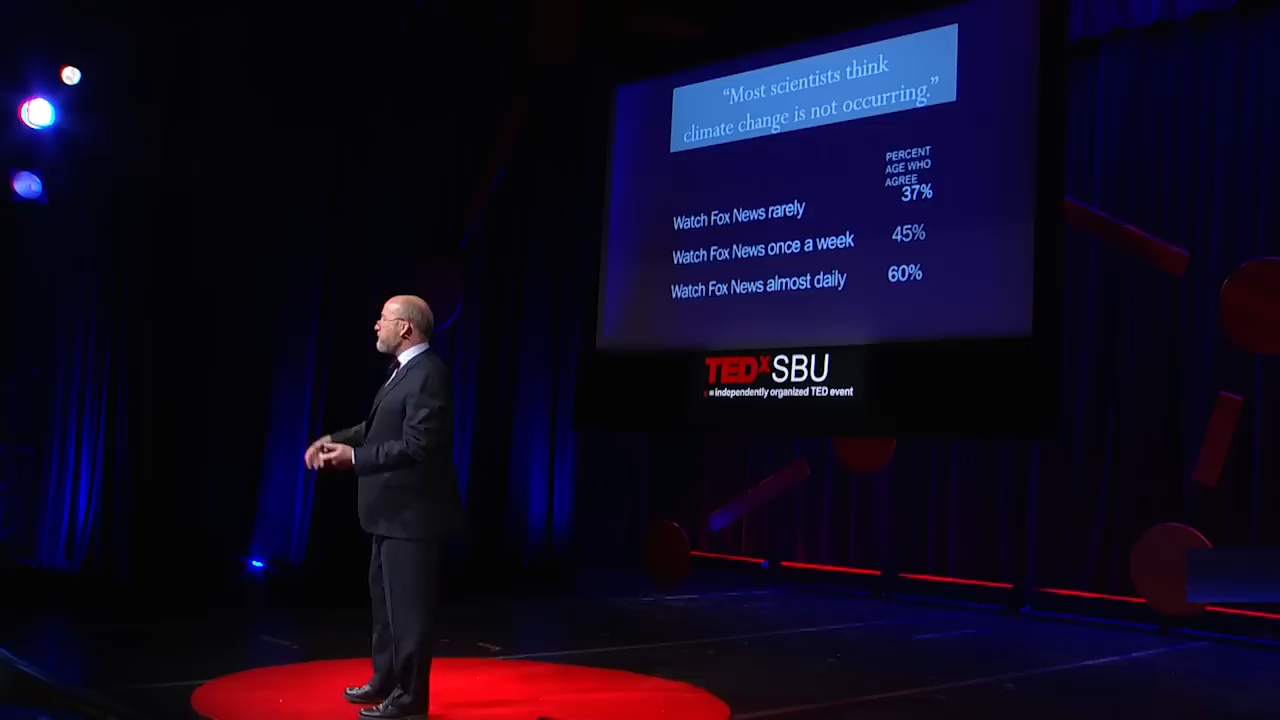 “Most scientists think
climate change is not occurring.”
PERCENT
AGE WHO
AGREE
Watch Fox News rarely 37%
Watch Fox News once a week 45%
Watch Fox News almost daily 60%
TEDxSBU
x = independently organized TED event